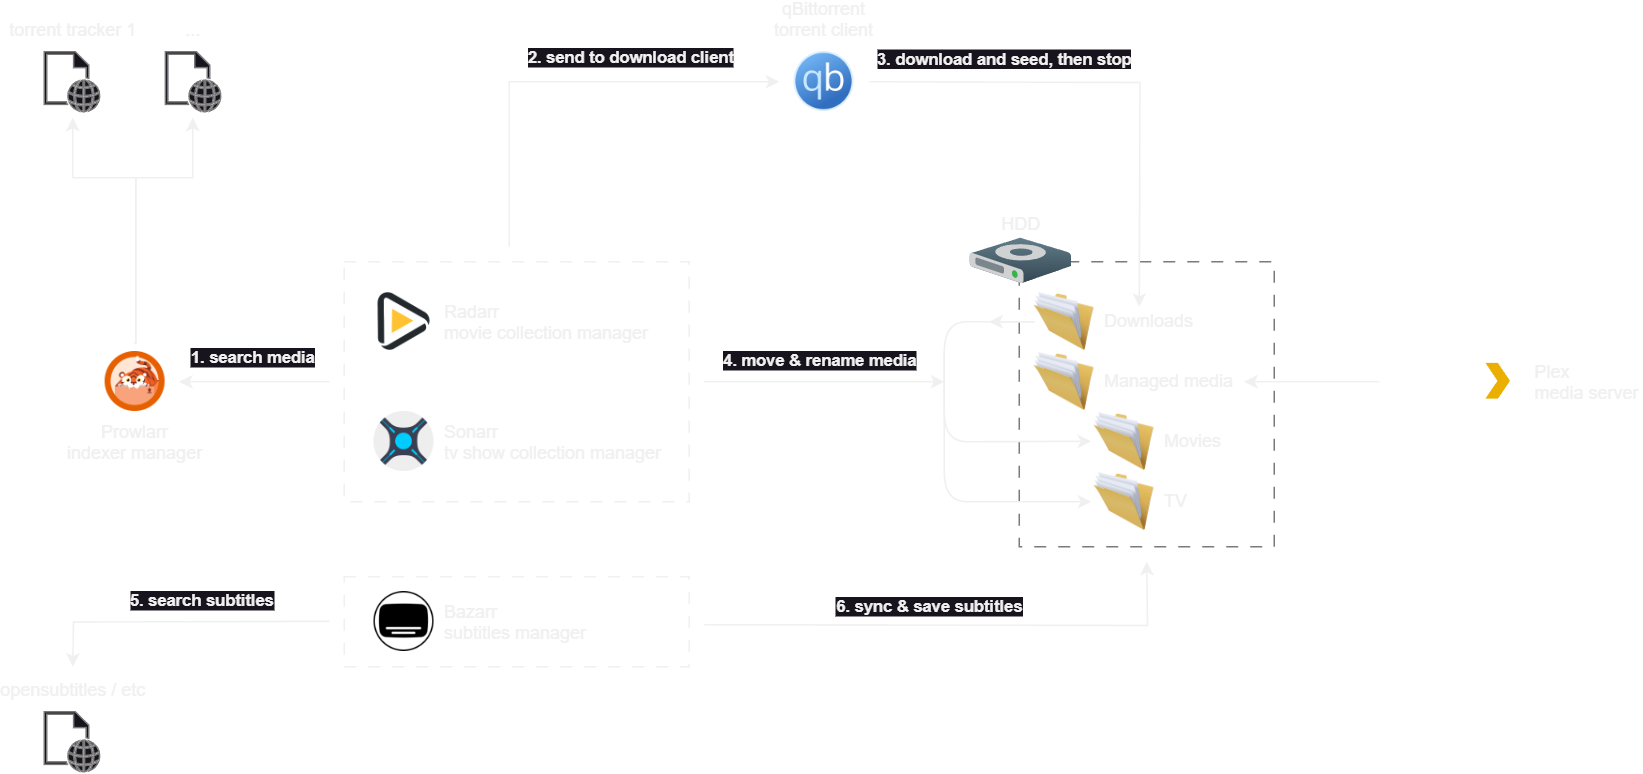 qBittorrent
torrent client
torrent tracker 1
...
2. send to download client
3. download and seed, then stop
qb
HDD
Radarr
movie collection manager
Downloads
1. search media
4. move & rename media
Managed media
Plex
media server
Prowlarr
indexer manager
Sonarr
tv show collection manager
Movies
TV
5. search subtitles
Bazarr
subtitles manager
6. sync & save subtitles
opensubtitles / etc